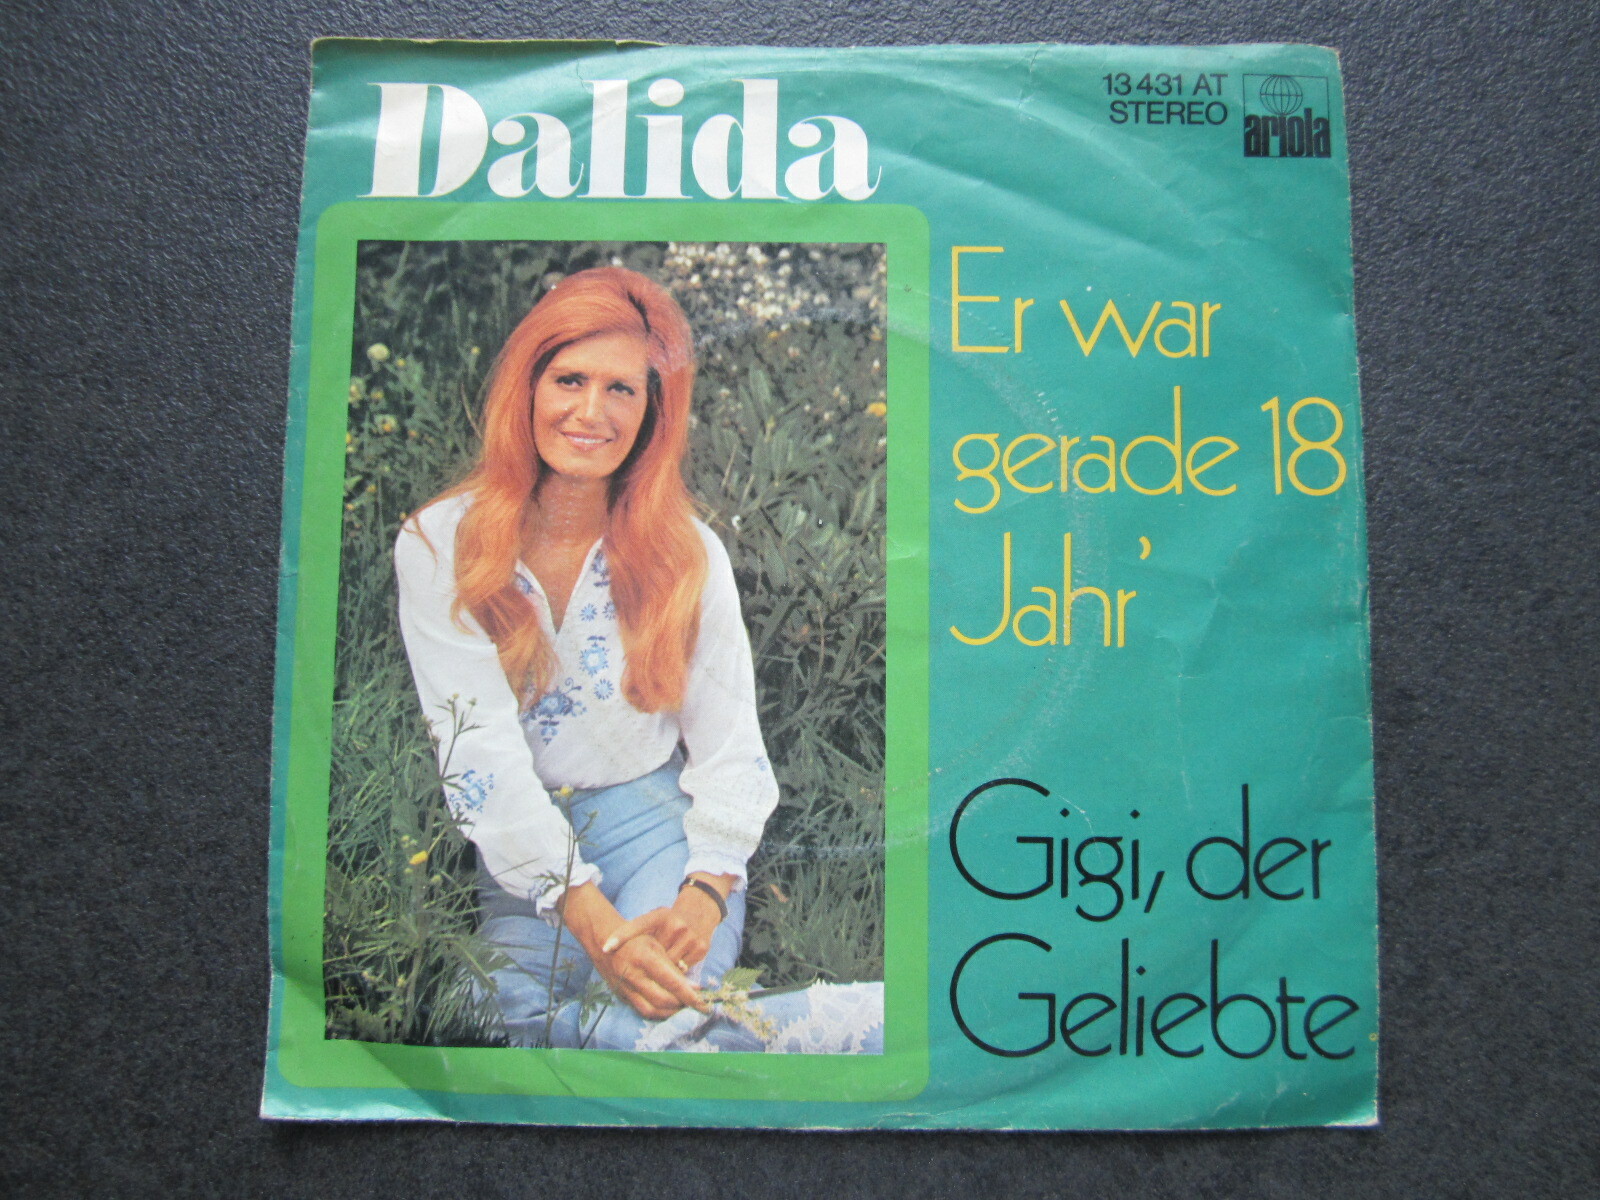 Dalida
13 431 AT
STEREO
ariola
Er war
gerade 18
Jahr'
Gigi, der
Geliebte